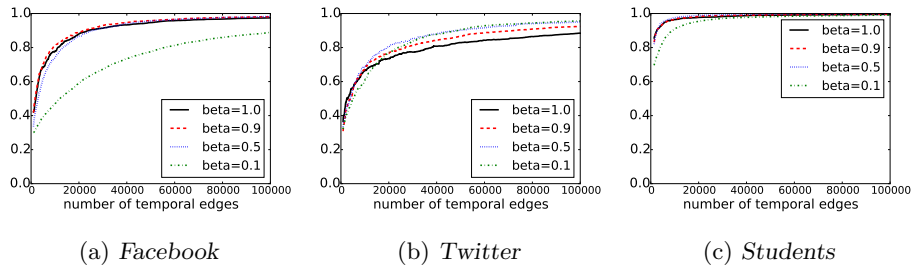 1.0
0.8
0.6
0.4
0.2
0.0
beta=1.0
beta=0.9
beta=0.5
beta=0.1
0 20000 40000 60000 80000 100000
number of temporal edges
(a) Facebook
1.0
0.8
0.6
0.4
0.2
0.0
beta=1.0
beta=0.9
beta=0.5
beta=0.1
0 20000 40000 60000 80000 100000
number of temporal edges
(b) Twitter
1.0
0.8
0.6
0.4
0.2
0.0
beta=1.0
beta=0.9
beta=0.5
beta=0.1
0 20000 40000 60000 80000 100000
number of temporal edges
(c) Students